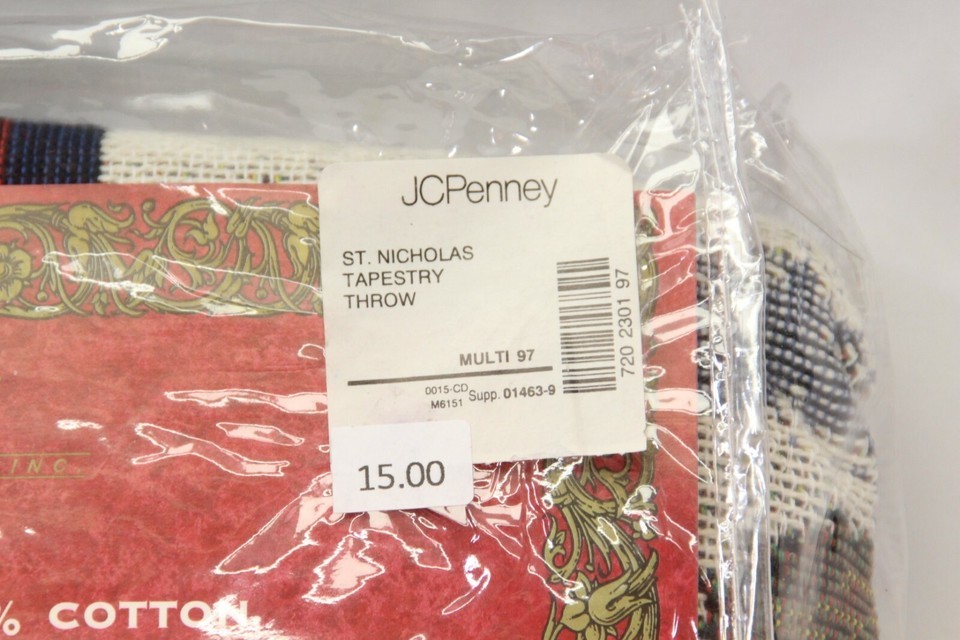 JCPenney
ST. NICHOLAS
TAPESTRY
THROW
MULTI 97
0015-CD
M6151
Supp. 01463-9
720 2301 97
15.00
INC.
% COTTON